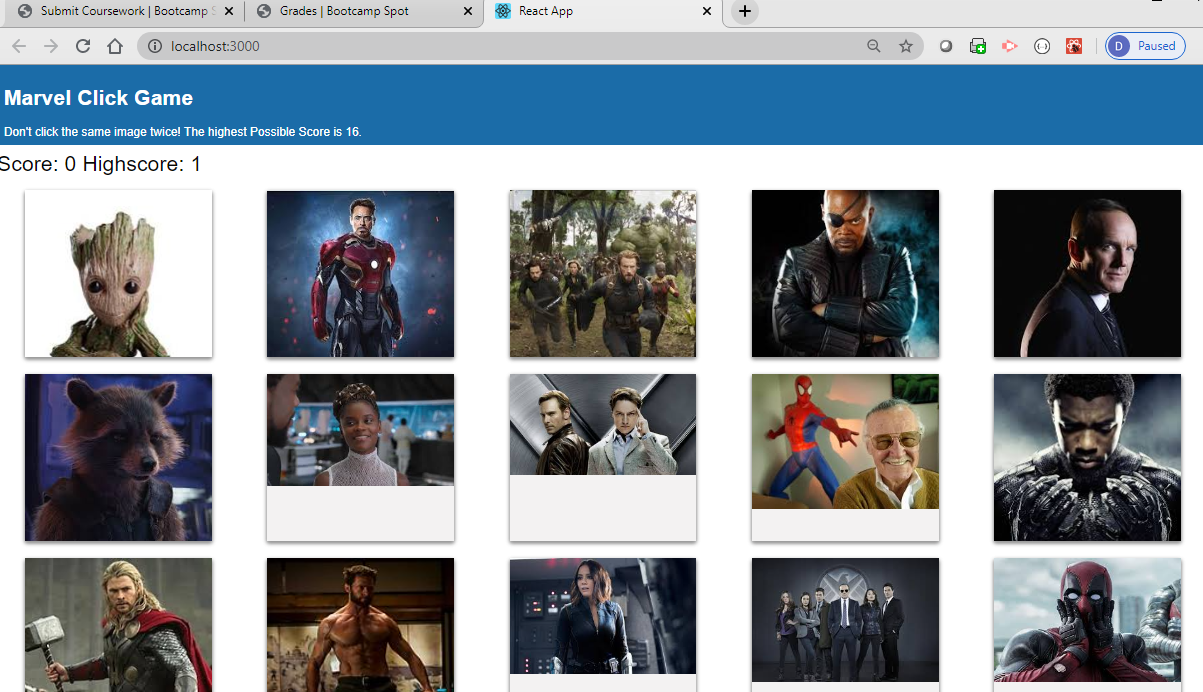 Submit Coursework | Bootcamp S
Grades | Bootcamp Spot
React App
localhost:3000
D Paused
Marvel Click Game
Don't click the same image twice! The highest Possible Score is 16.
Score: 0 Highscore: 1